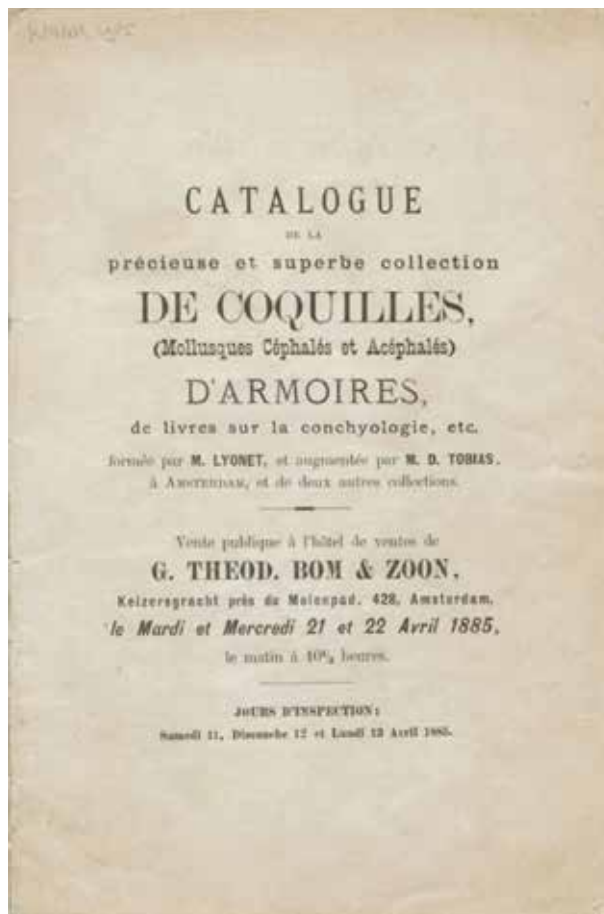 CATALOGUE
DE LA
précieuse et superbe collection
DE COQUILLES,
(Mollusques Céphalés et Acéphalés)
D'ARMOIRES,
de livres sur la conchyologie, etc.
formée par M. LYONET, et augmentée par M. D. TOBIAS,
à AMSTERDAM, et de deux autres collections.
Vente publique à l'hôtel de ventes de
G. THEOD. BOM & ZOON,
Keizersgracht près du Molenpad, 428, Amsterdam,
le Mardi et Mercredi 21 et 22 Avril 1885,
le matin à 10½ heures.
JOURS D'INSPECTION:
Samedi 11, Dimanche 12 et Lundi 13 Avril 1885.